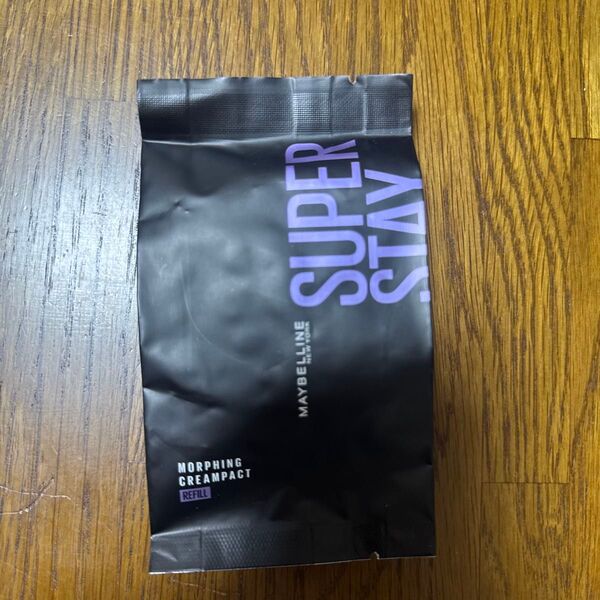 SUPER
STAY
MAYBELLINE
NEW YORK
MORPHING
CREAMPACT
REFILL